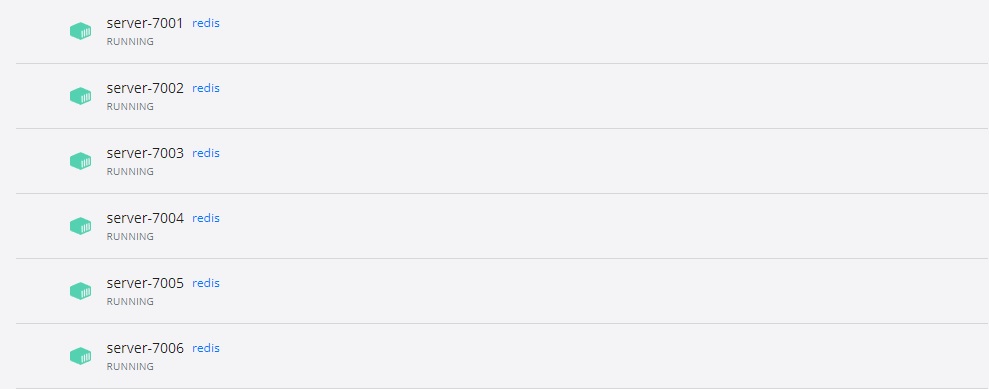 server-7001 redis
RUNNING
server-7002 redis
RUNNING
server-7003 redis
RUNNING
server-7004 redis
RUNNING
server-7005 redis
RUNNING
server-7006 redis
RUNNING